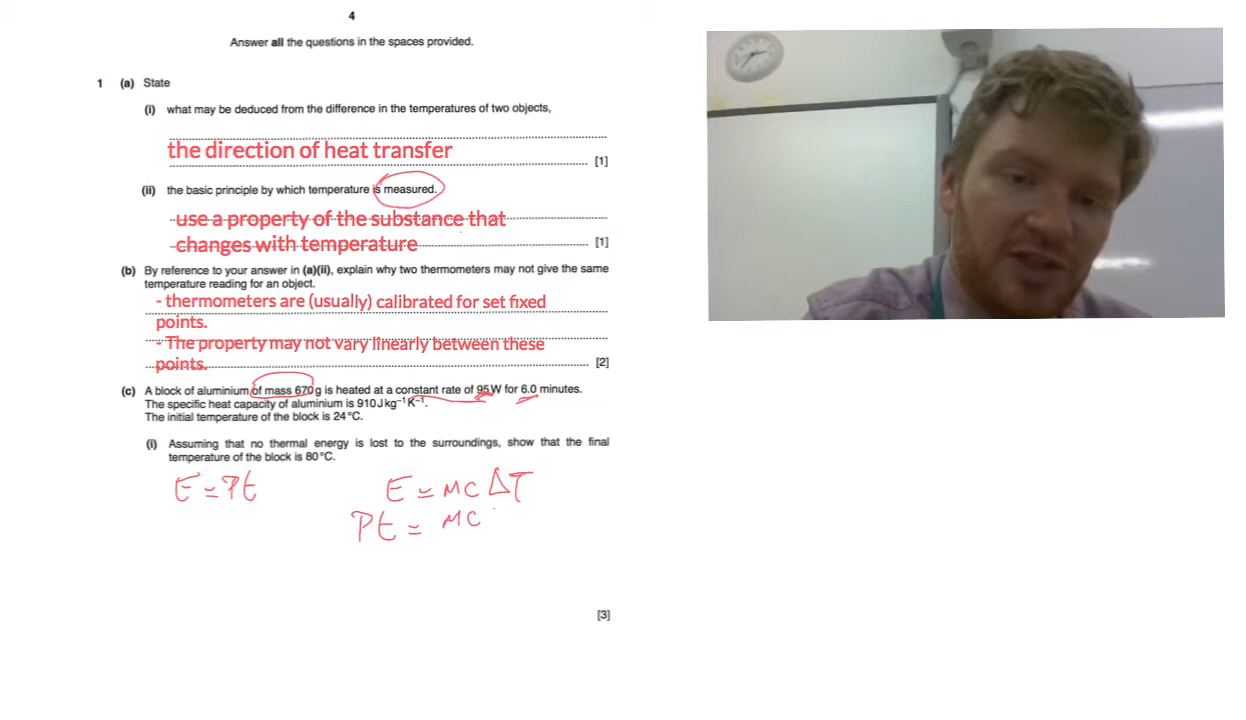 4
Answer all the questions in the spaces provided.
1 (a) State
(i) what may be deduced from the difference in the temperatures of two objects,
the direction of heat transfer
[1]
(ii) the basic principle by which temperature is measured.
-use a property of the substance that
changes with temperature
[1]
(b) By reference to your answer in (a)(ii), explain why two thermometers may not give the same
temperature reading for an object.
- thermometers are (usually) calibrated for set fixed
points.
- The property may not vary linearly between these
points.
[2]
(c) A block of aluminium of mass 670g is heated at a constant rate of 95W for 6.0 minutes.
The specific heat capacity of aluminium is 910Jkg⁻¹K⁻¹.
The initial temperature of the block is 24°C.
(i) Assuming that no thermal energy is lost to the surroundings, show that the final
temperature of the block is 80°C.
E = Pt E = mcΔT
Pt = mc
[3]